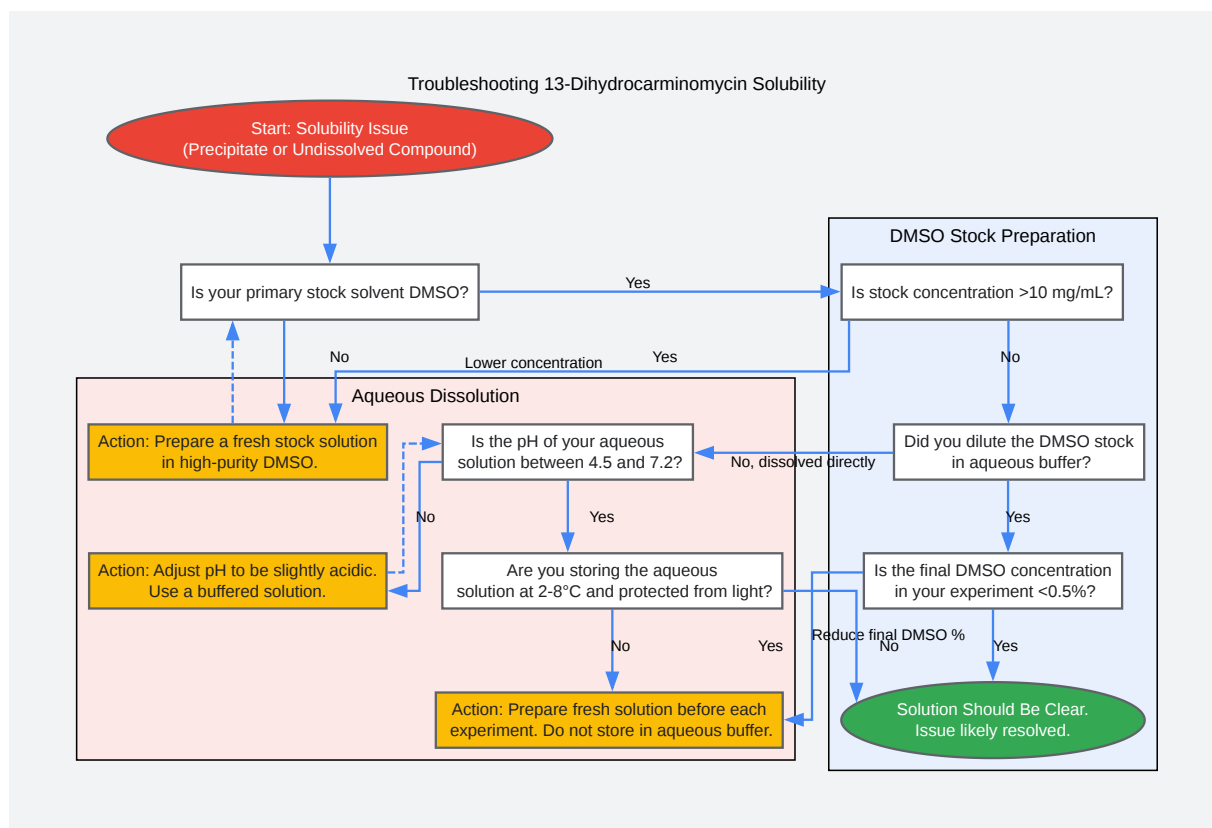 Troubleshooting 13-Dihydrocarminomycin Solubility
Start: Solubility Issue
(Precipitate or Undissolved Compound)
DMSO Stock Preparation
Is your primary stock solvent DMSO?
Yes
Is stock concentration >10 mg/mL?
No
Lower concentration
Yes
No
Aqueous Dissolution
Action: Prepare a fresh stock solution
in high-purity DMSO.
Is the pH of your aqueous
solution between 4.5 and 7.2?
No, dissolved directly
Did you dilute the DMSO stock
in aqueous buffer?
No
Yes
Yes
Action: Adjust pH to be slightly acidic.
Use a buffered solution.
Are you storing the aqueous
solution at 2-8°C and protected from light?
Is the final DMSO concentration
in your experiment <0.5%?
No
Yes
Reduce final DMSO %
No
Yes
Action: Prepare fresh solution before each
experiment. Do not store in aqueous buffer.
Solution Should Be Clear.
Issue likely resolved.